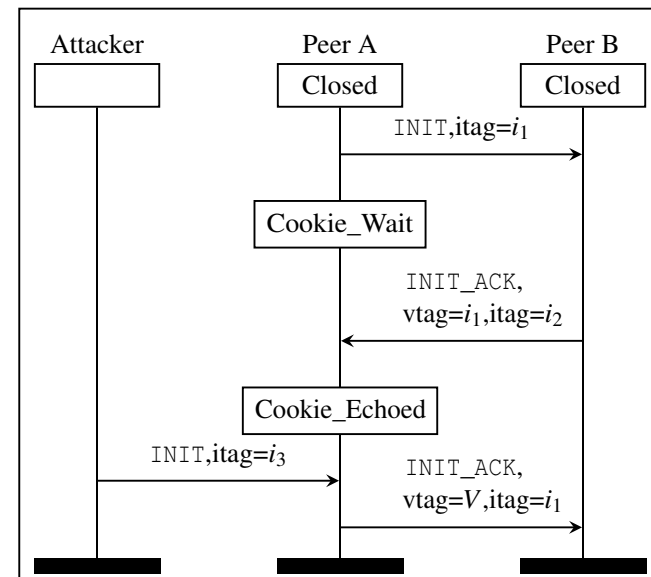 Attacker Peer A Peer B
Closed Closed
INIT,itag=i₁
Cookie_Wait
INIT_ACK,
vtag=i₁,itag=i₂
Cookie_Echoed
INIT,itag=i₃
INIT_ACK,
vtag=V,itag=i₁